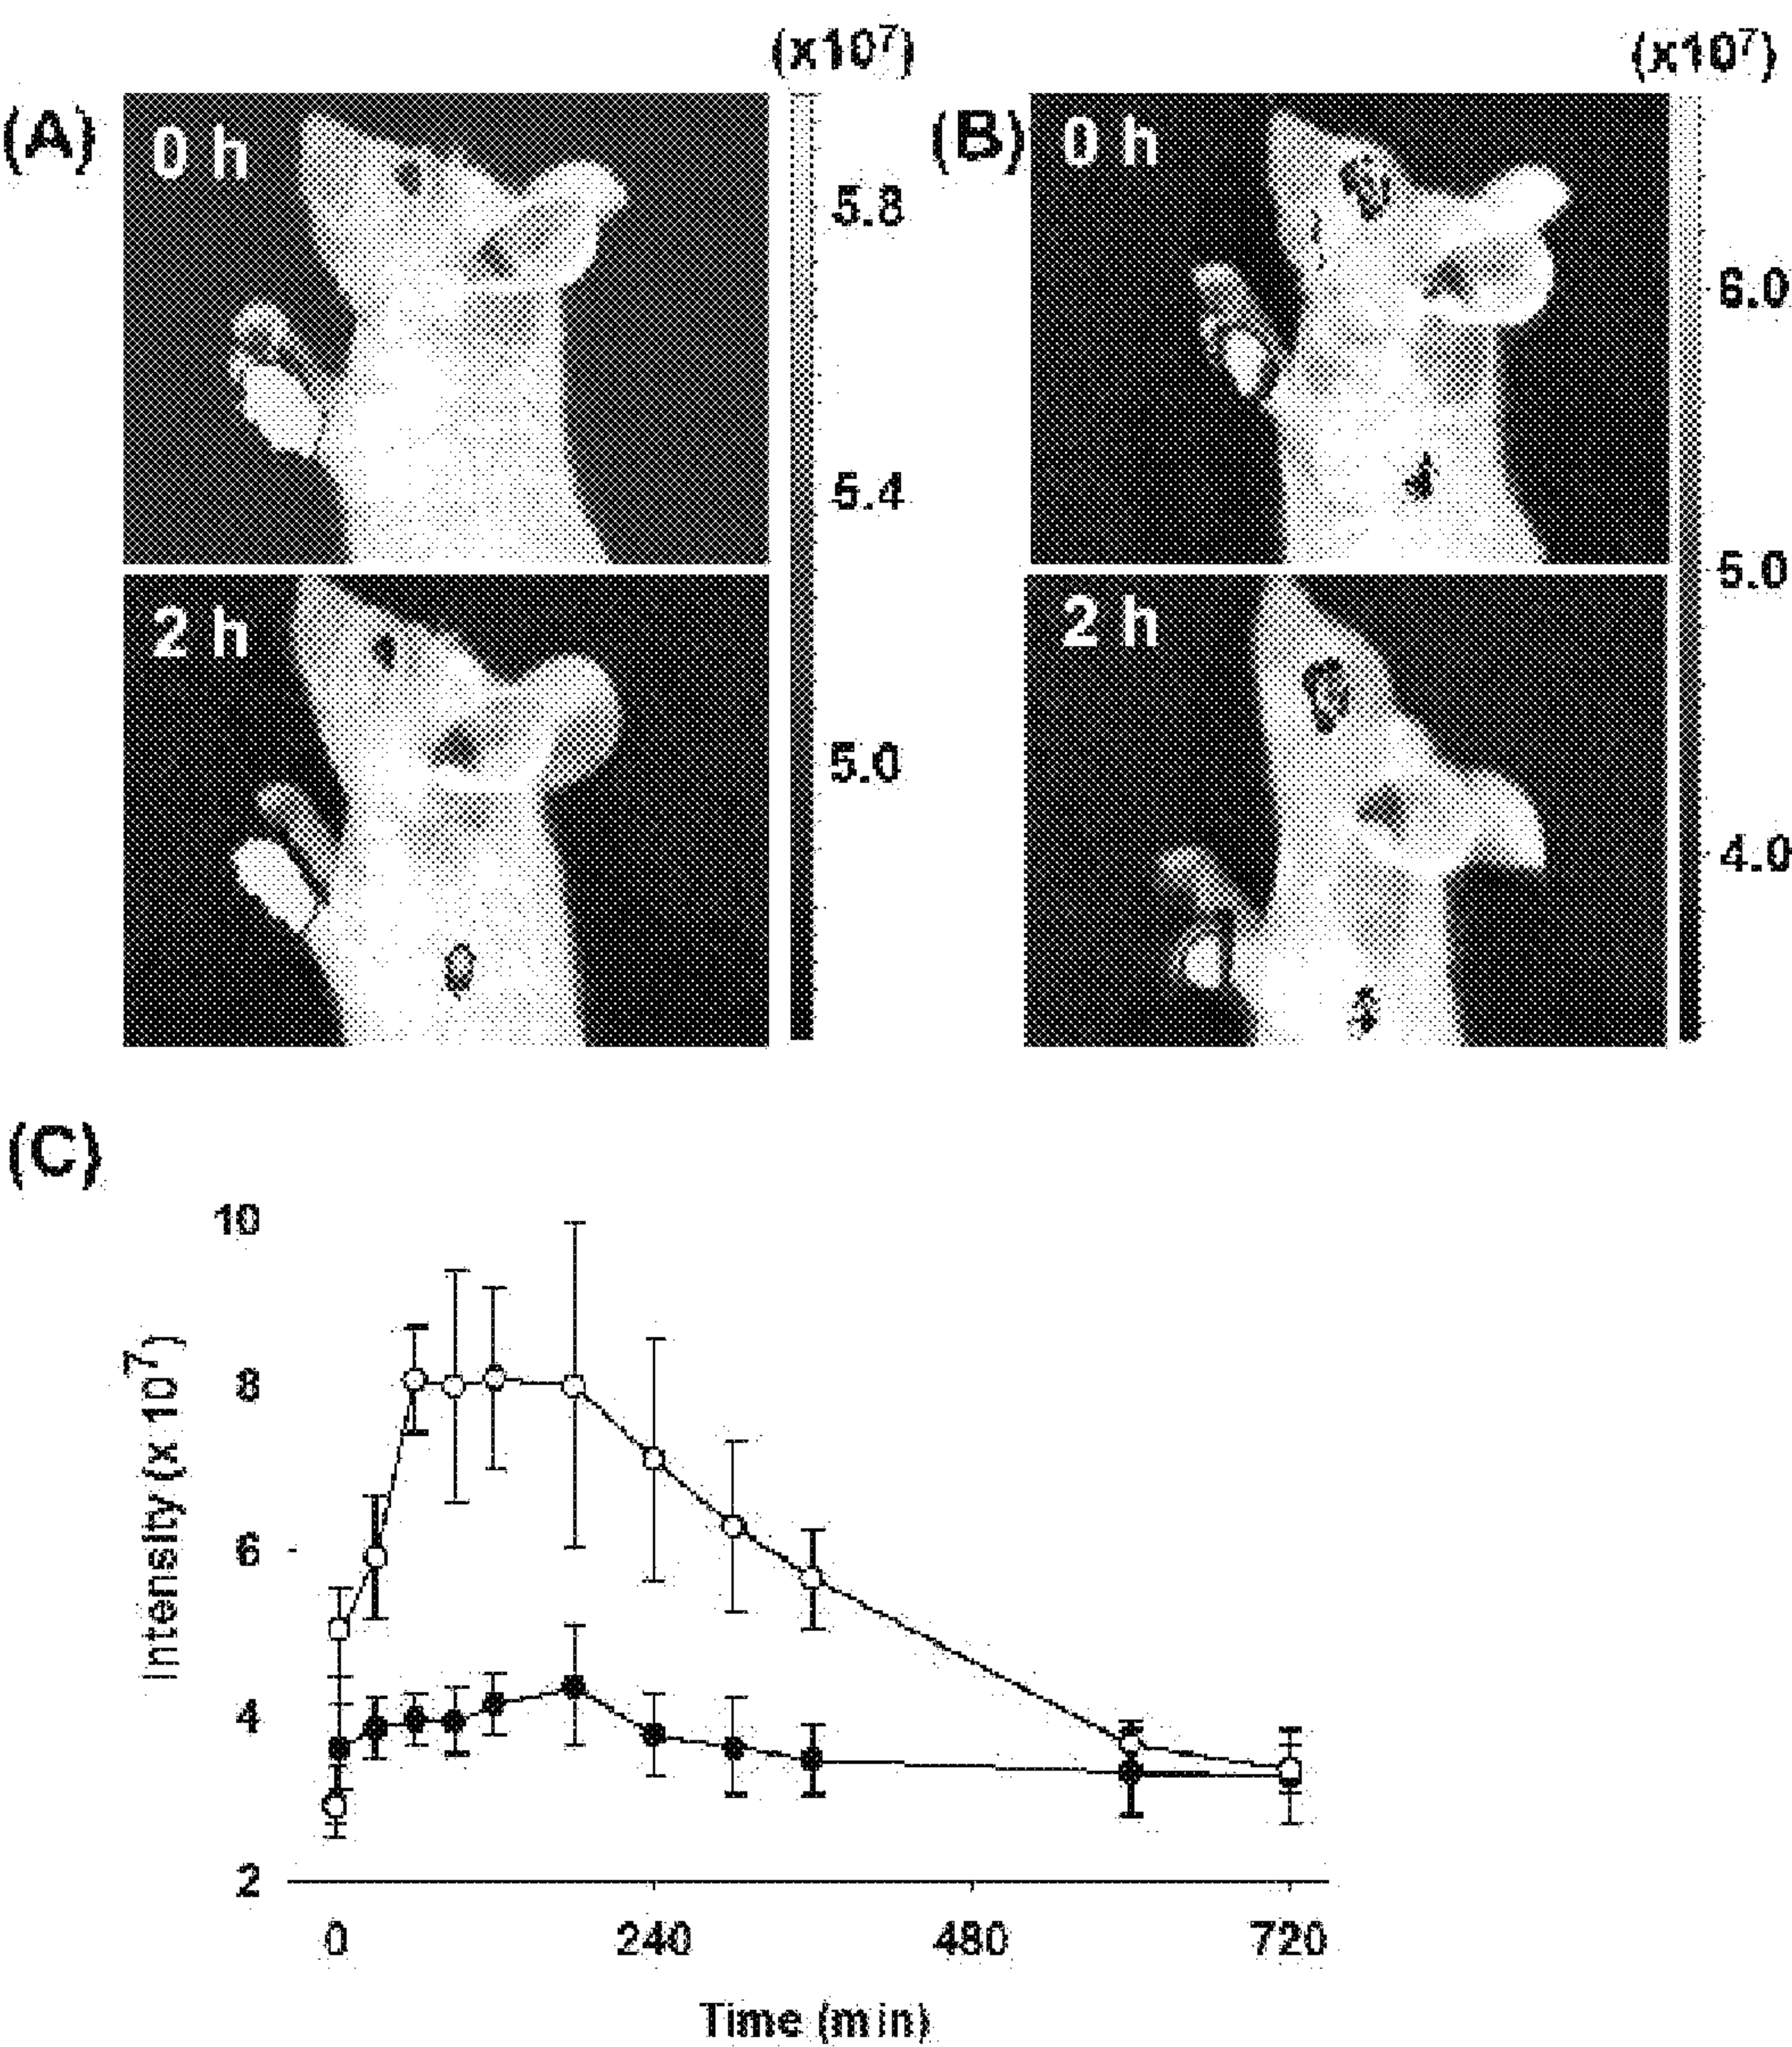 (x10⁷)
(x10⁷)
(A)
0 h
5.8
5.4
2 h
5.0
(B)
0 h
6.0
5.0
2 h
4.0
(C)
10
8
6
4
2
Intensity (x 10⁷)
0 240 480 720
Time (min)